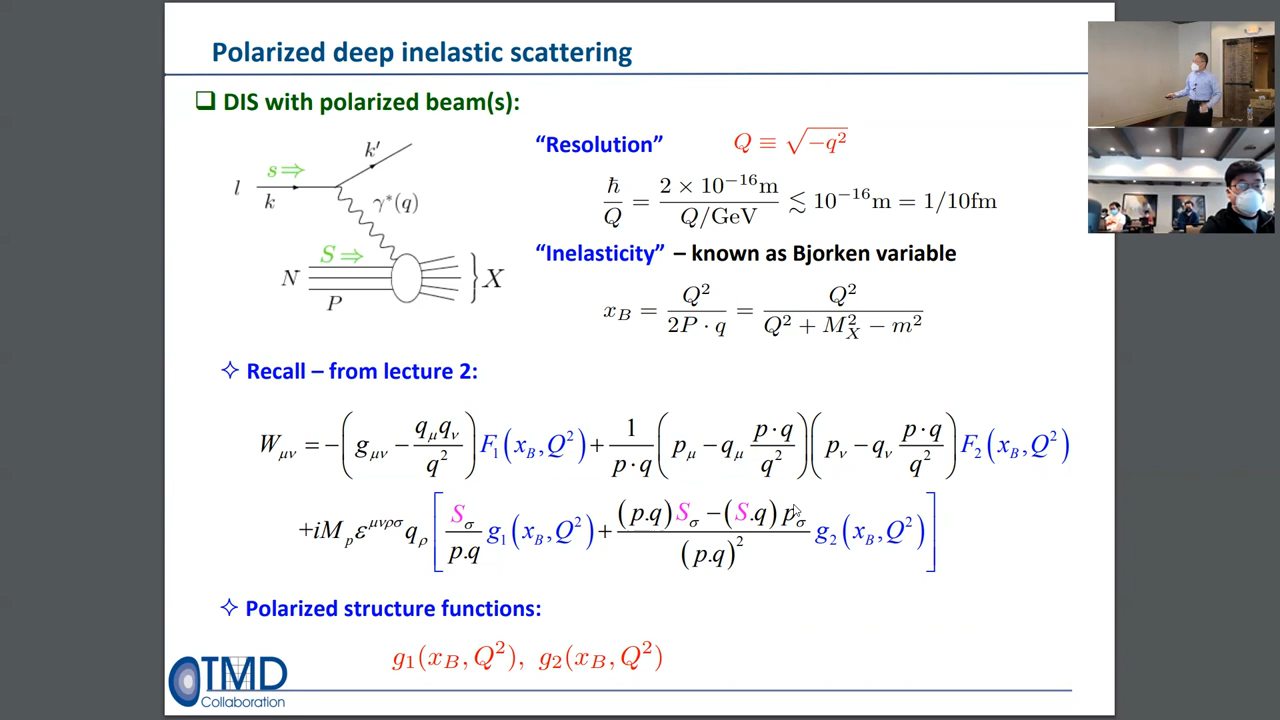 Polarized deep inelastic scattering
❑ DIS with polarized beam(s):
l s⇒ k k′ γ*(q)
N S⇒ P } X
“Resolution” Q ≡ √−q²
ℏ/Q = 2 × 10⁻¹⁶m / Q/GeV ≲ 10⁻¹⁶m = 1/10fm
“Inelasticity” – known as Bjorken variable
x_B = Q² / 2P · q = Q² / Q² + M_X² − m²
✧ Recall – from lecture 2:
W_μν = −(g_μν − q_μ q_ν / q²) F₁(x_B, Q²) + 1 / p·q (p_μ − q_μ p·q / q²)(p_ν − q_ν p·q / q²) F₂(x_B, Q²)
+iM_p ε^μνρσ q_ρ [S_σ / p.q g₁(x_B, Q²) + (p.q)S_σ − (S.q)p_σ / (p.q)² g₂(x_B, Q²)]
✧ Polarized structure functions:
g₁(x_B, Q²), g₂(x_B, Q²)
TMD
Collaboration